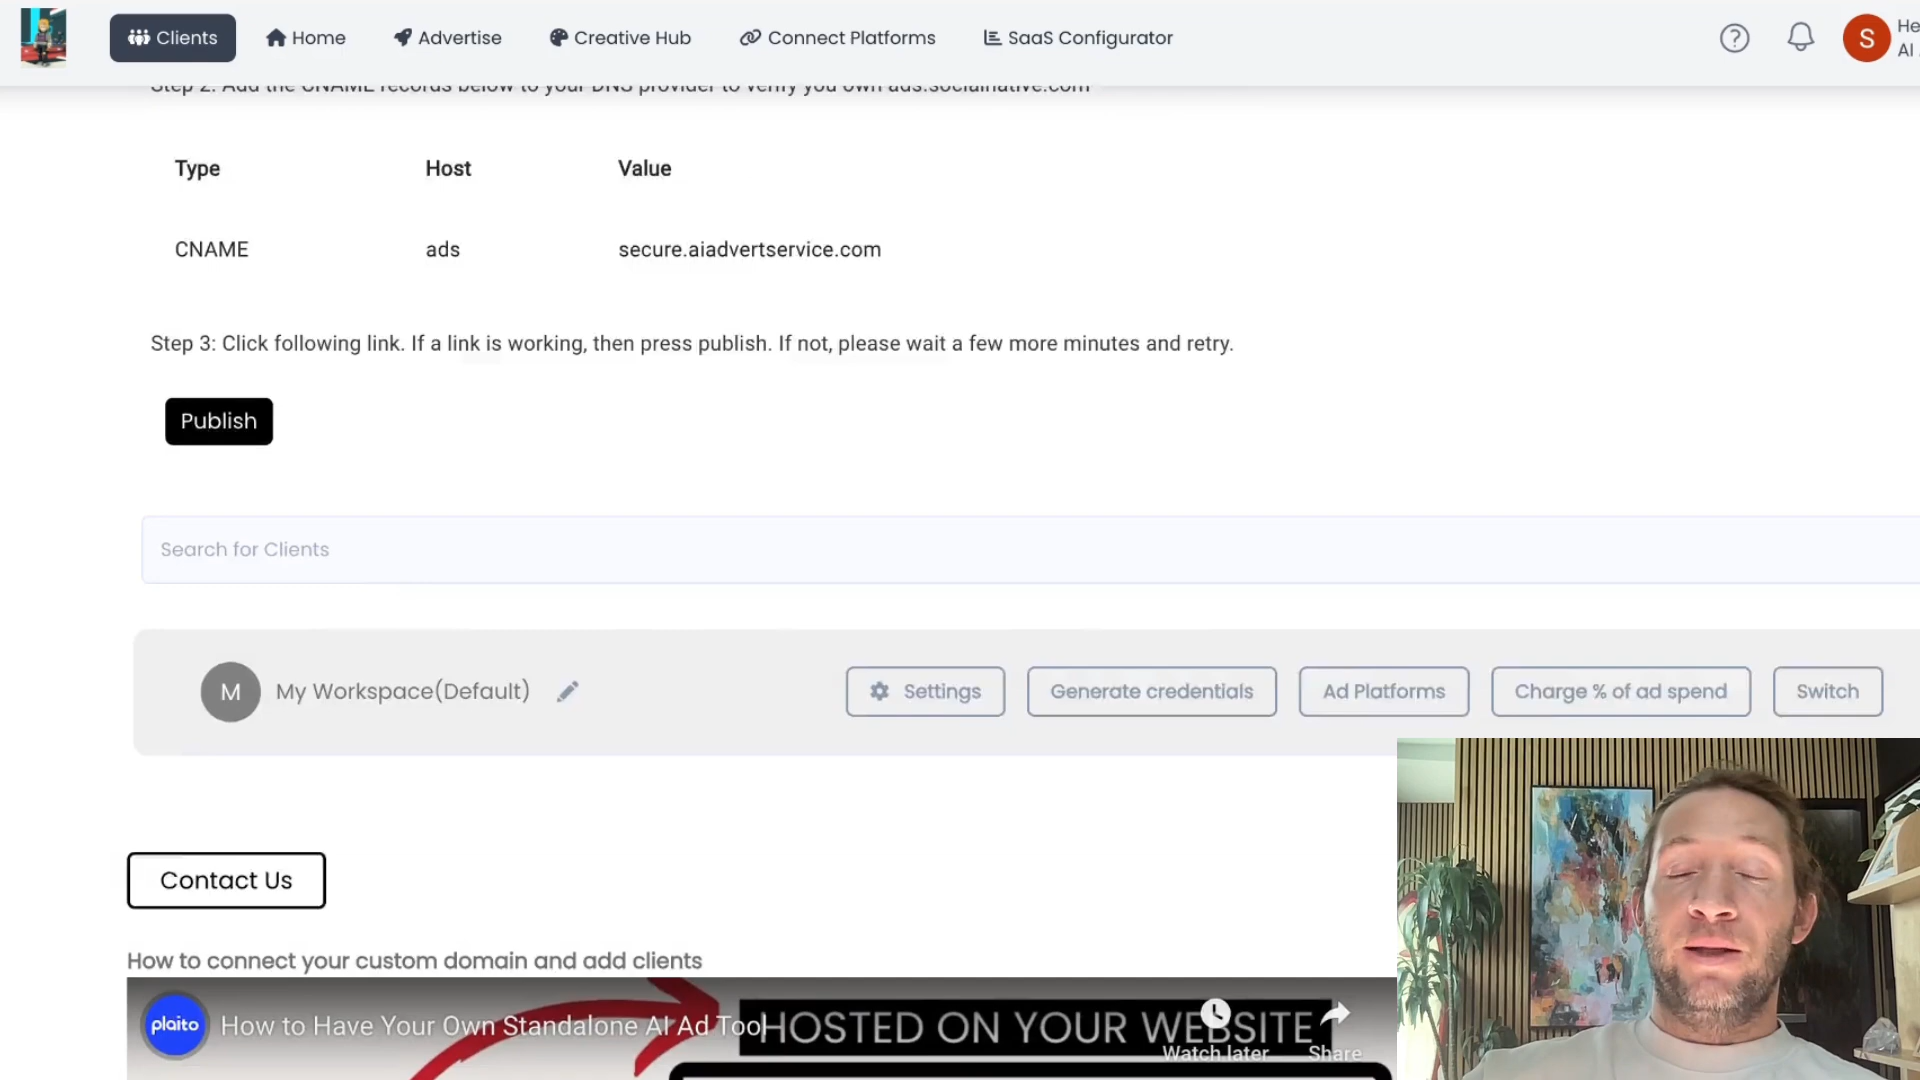 Clients
Home
Advertise
Creative Hub
Connect Platforms
SaaS Configurator
?
S
He
AI
Step 2: Add the CNAME records below to your DNS provider to verify you own ads.socialnative.com
Type Host Value
CNAME ads secure.aiadvertservice.com
Step 3: Click following link. If a link is working, then press publish. If not, please wait a few more minutes and retry.
Publish
Search for Clients
M My Workspace(Default) Settings Generate credentials Ad Platforms Charge % of ad spend Switch
Contact Us
How to connect your custom domain and add clients
plaito How to Have Your Own Standalone AI Ad Tool
HOSTED ON YOUR WEBSITE
Watch later Share